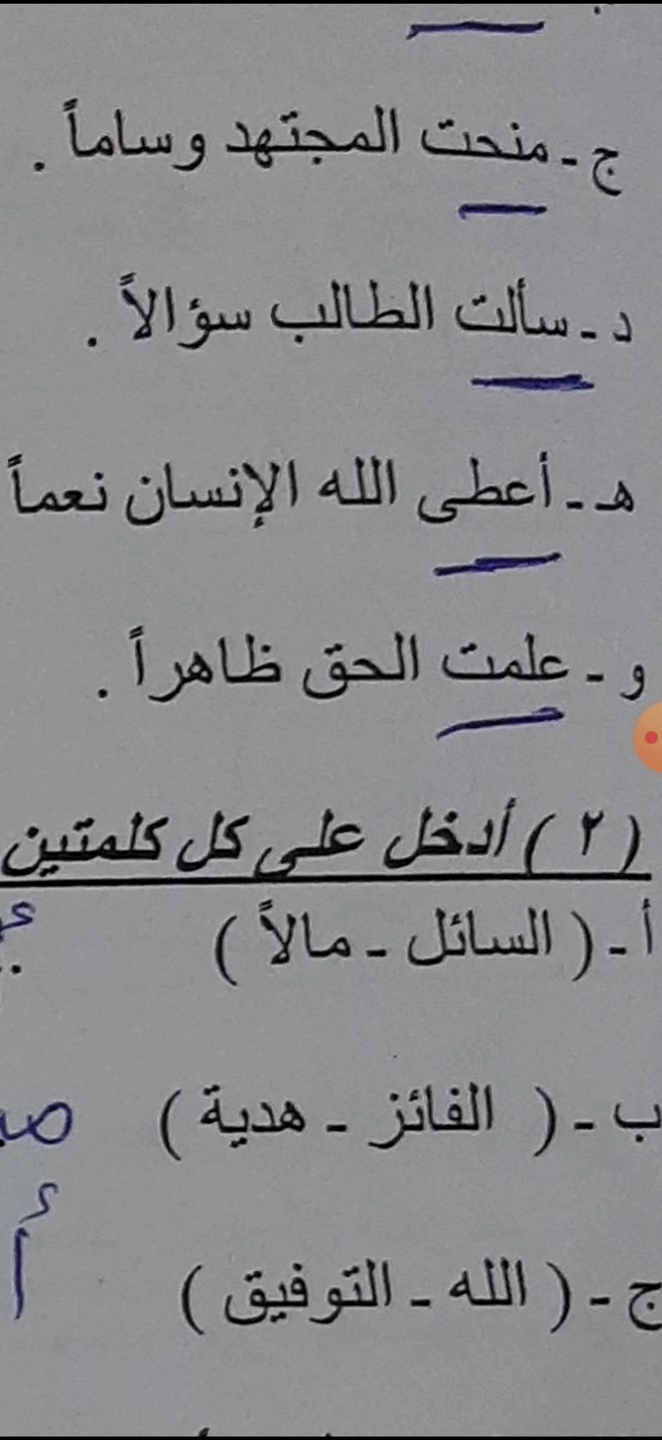 ج - منحت المجتهد وساماً .
د - سألت الطالب سؤالاً .
هـ - أعطى الله الإنسان نعماً
و - علمت الحق ظاهراً .
( ٢ ) أدخل على كل كلمتين
أ - ( السائل - مالاً )
ب - ( الفائز - هدية )
ج - ( الله - التوفيق ) أ